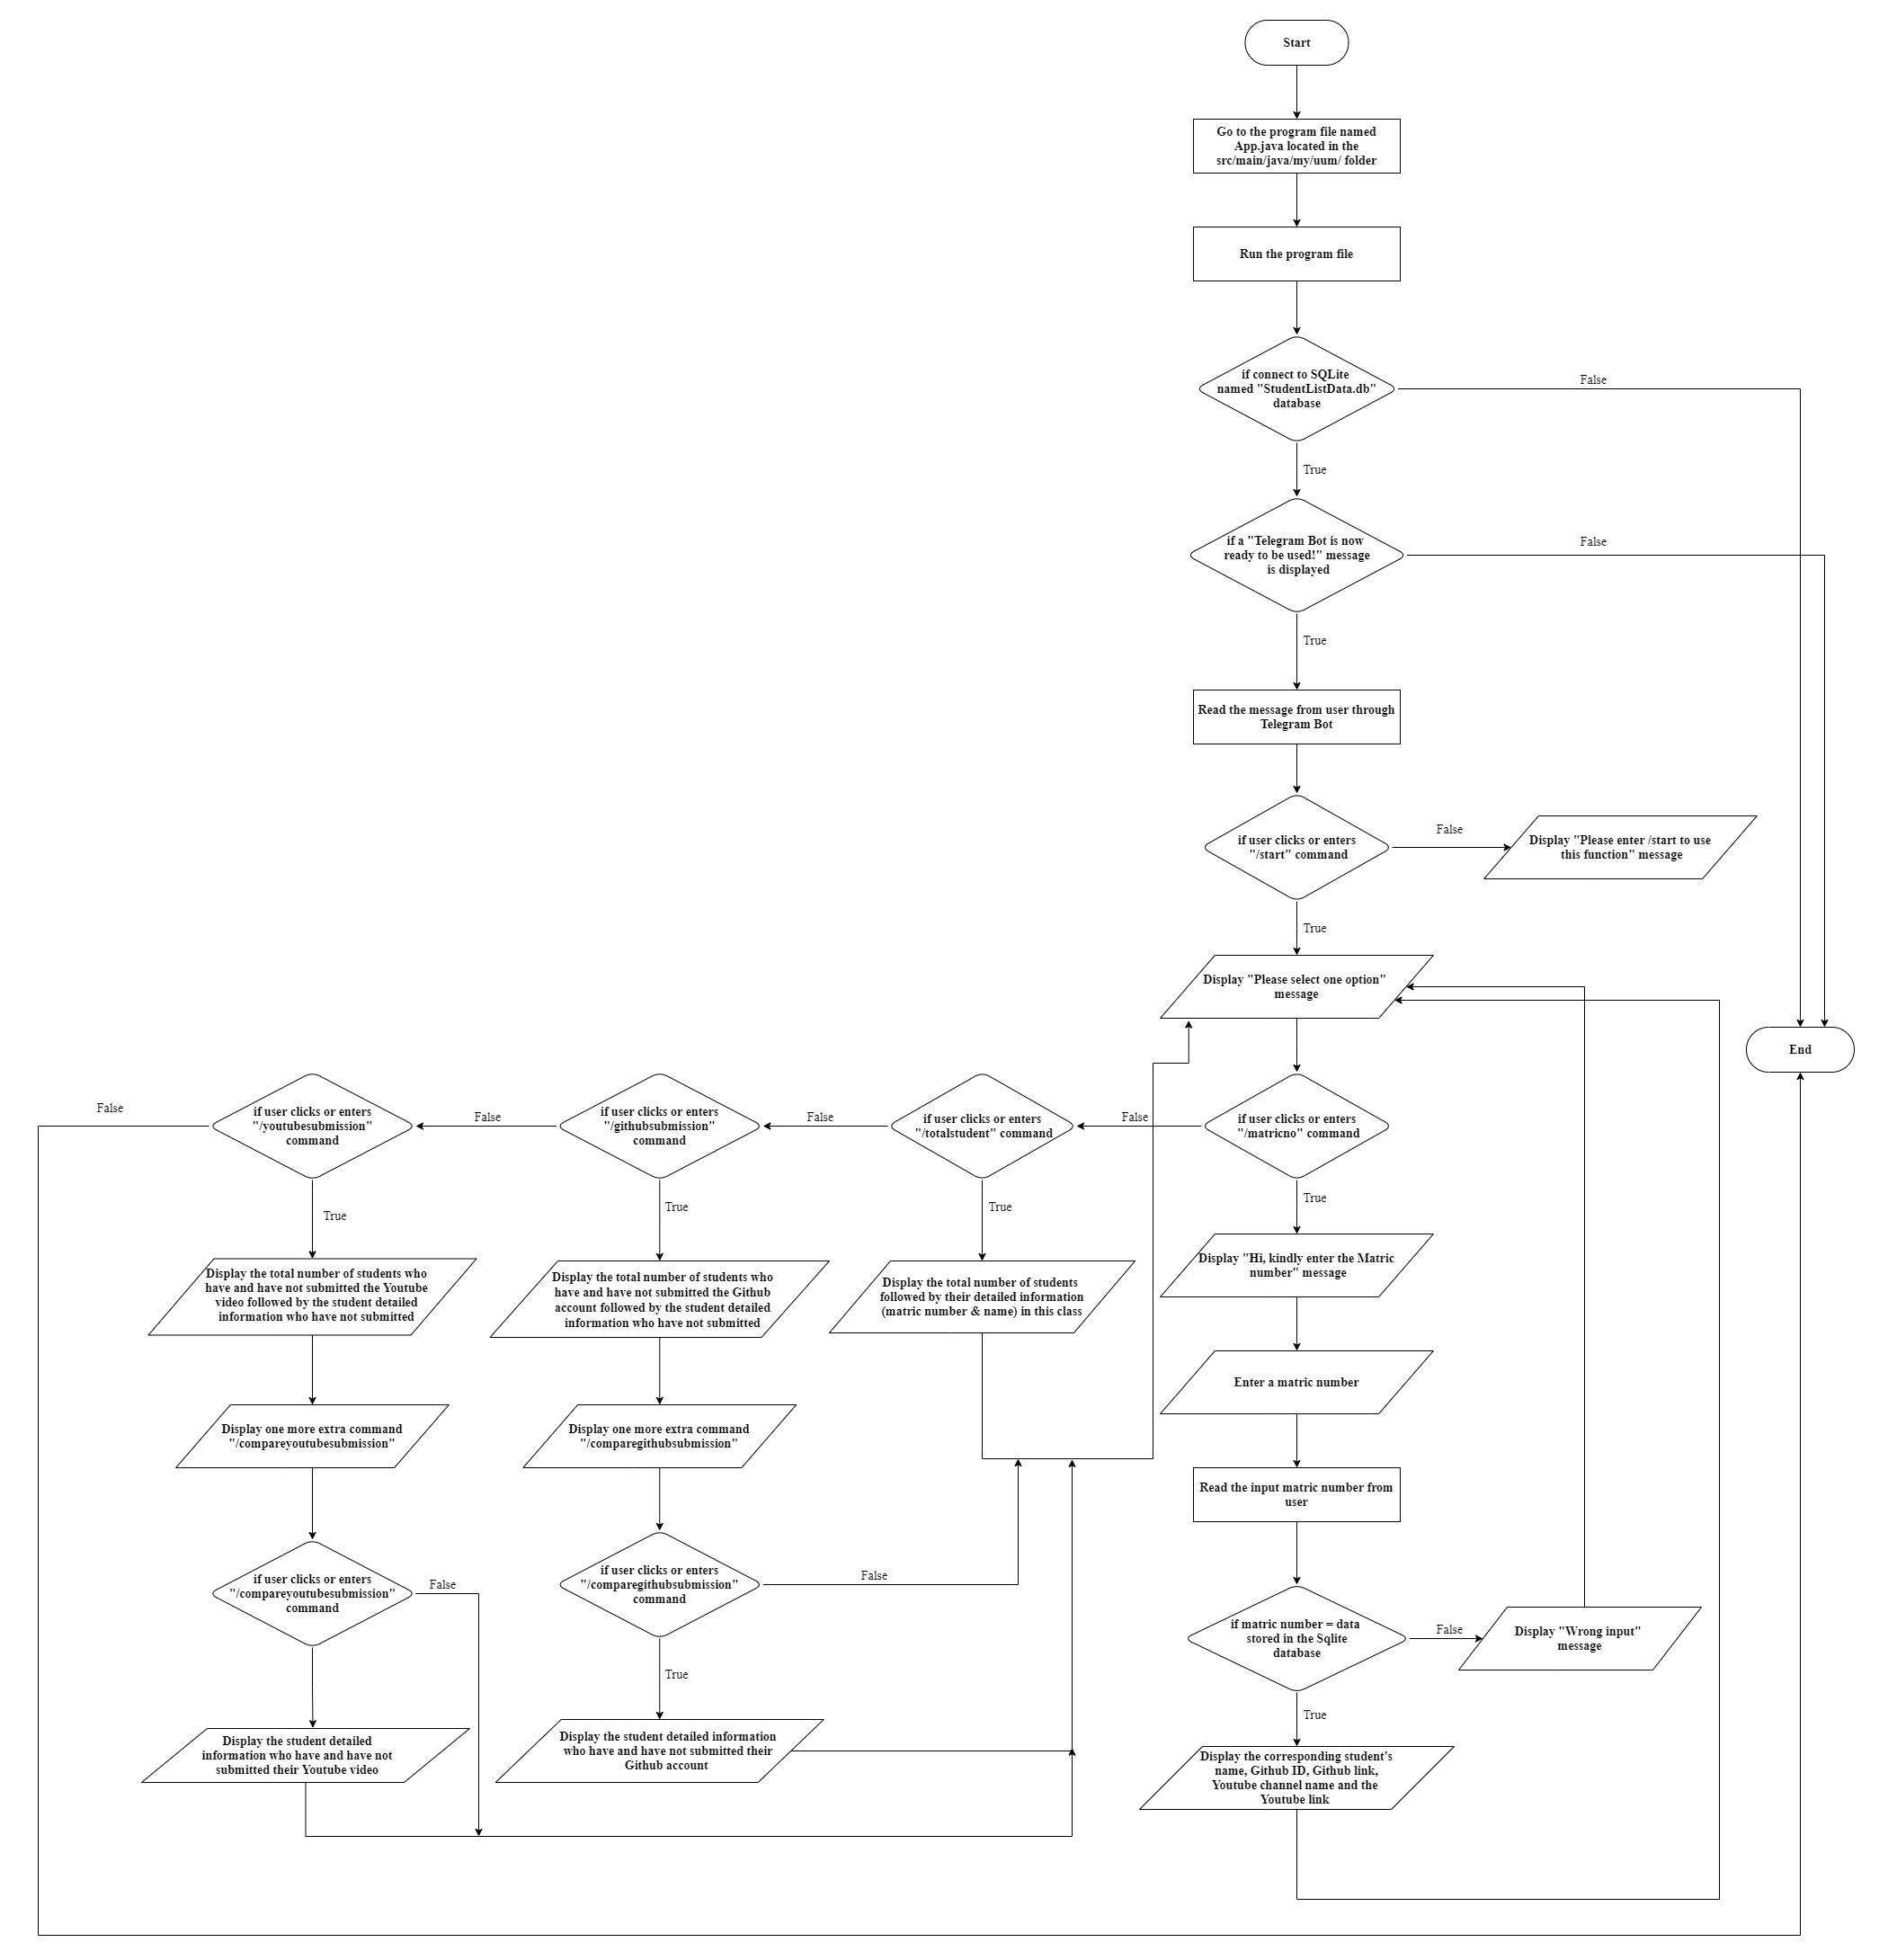 Start
Go to the program file named
App.java located in the
src/main/java/my/uum/ folder
Run the program file
if connect to SQLite
named "StudentListData.db"
database
False
True
if a "Telegram Bot is now
ready to be used!" message
is displayed
False
True
Read the message from user through
Telegram Bot
if user clicks or enters
"/start" command
False
Display "Please enter /start to use
this function" message
True
Display "Please select one option"
message
End
if user clicks or enters
"/matricno" command
False
if user clicks or enters
"/totalstudent" command
False
if user clicks or enters
"/githubsubmission"
command
False
if user clicks or enters
"/youtubesubmission"
command
False
True
Display the total number of students who
have and have not submitted the Youtube
video followed by the student detailed
information who have not submitted
Display one more extra command
"/compareyoutubesubmission"
if user clicks or enters
"/compareyoutubesubmission"
command
False
Display the student detailed
information who have and have not
submitted their Youtube video
True
Display the total number of students who
have and have not submitted the Github
account followed by the student detailed
information who have not submitted
Display one more extra command
"/comparegithubsubmission"
if user clicks or enters
"/comparegithubsubmission"
command
False
True
Display the student detailed information
who have and have not submitted their
Github account
True
Display the total number of students
followed by their detailed information
(matric number & name) in this class
True
Display "Hi, kindly enter the Matric
number" message
Enter a matric number
Read the input matric number from
user
if matric number = data
stored in the Sqlite
database
False
Display "Wrong input"
message
True
Display the corresponding student's
name, Github ID, Github link,
Youtube channel name and the
Youtube link